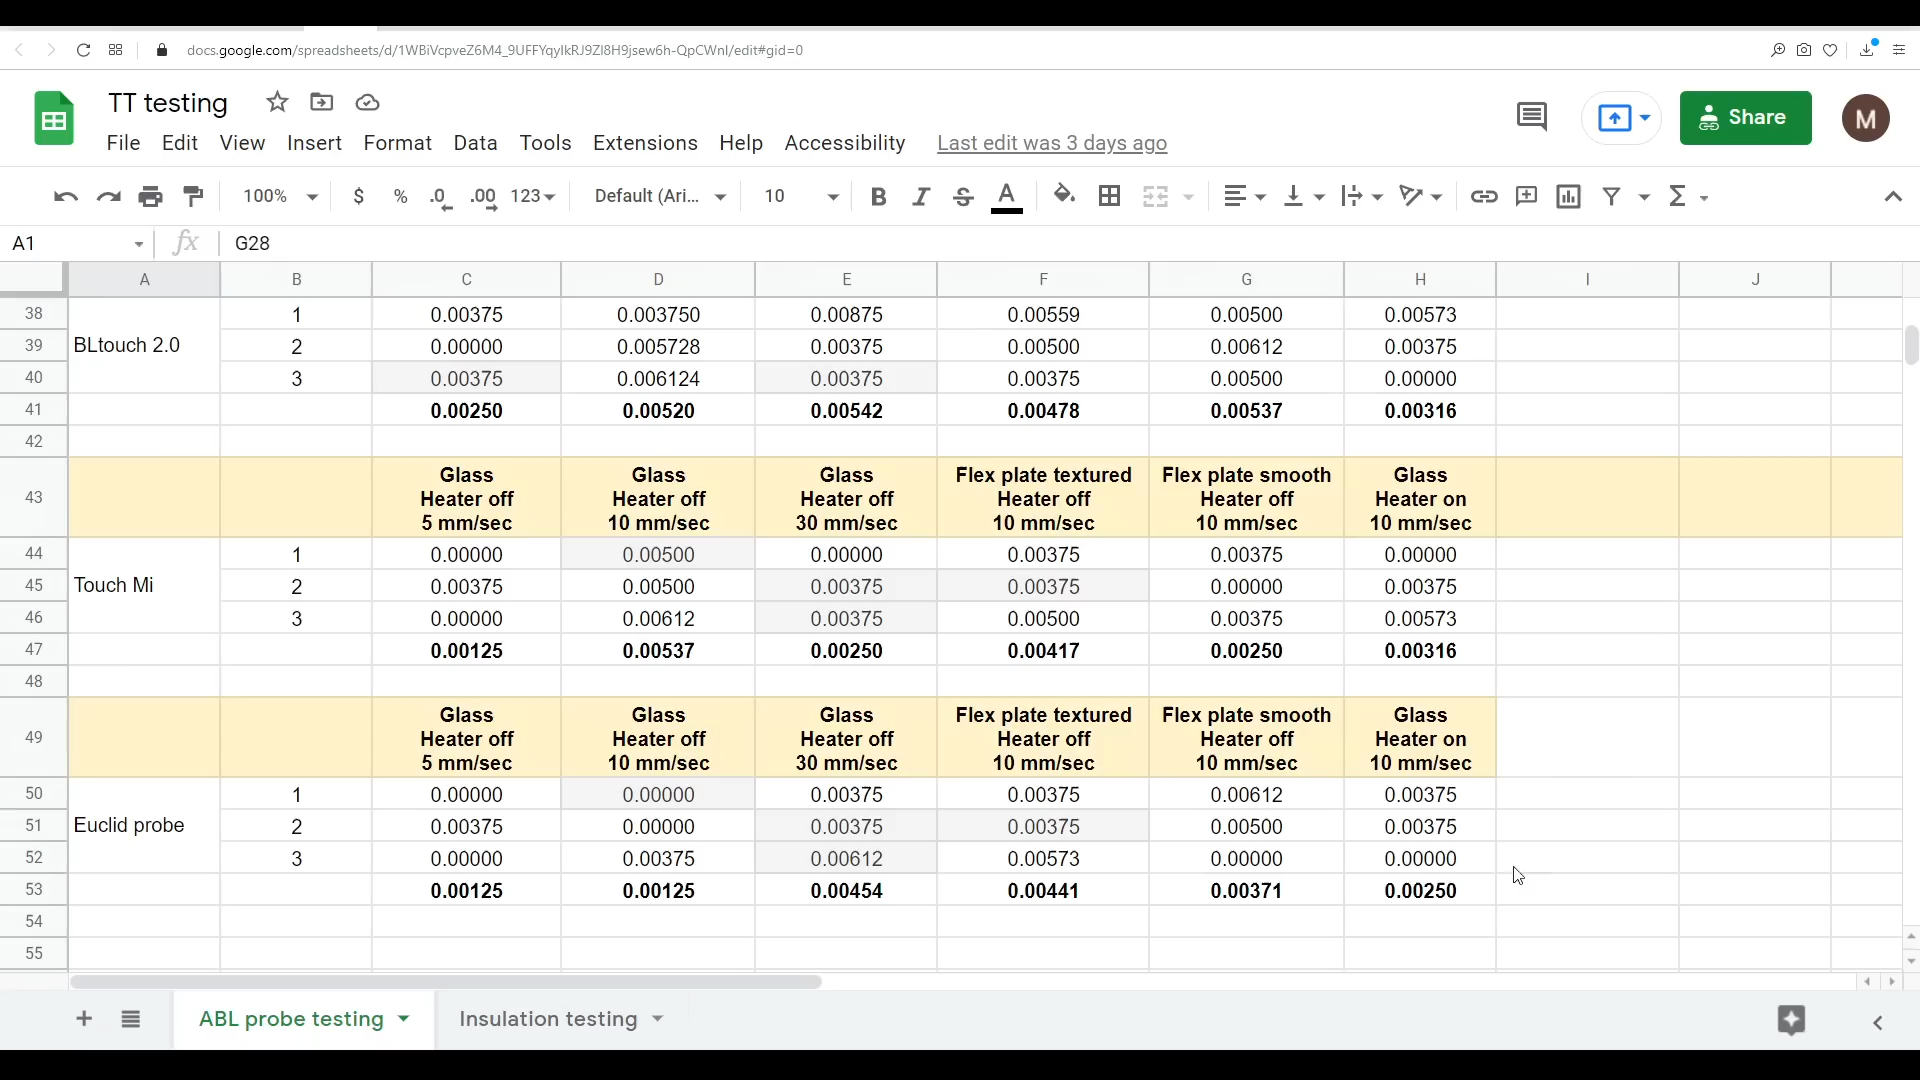 docs.google.com/spreadsheets/d/1WBiVcpveZ6M4_9UFFYqyIkRJ9ZI8H9jsew6h-QpCWnI/edit#gid=0
TT testing
File Edit View Insert Format Data Tools Extensions Help Accessibility Last edit was 3 days ago
Share
M
100% $ % .0 .00 123 Default (Ari... 10 B I S A Σ
A1 fx G28
A B C D E F G H I J
38 1 0.00375 0.003750 0.00875 0.00559 0.00500 0.00573
39 BLtouch 2.0 2 0.00000 0.005728 0.00375 0.00500 0.00612 0.00375
40 3 0.00375 0.006124 0.00375 0.00375 0.00500 0.00000
41 0.00250 0.00520 0.00542 0.00478 0.00537 0.00316
42
Glass Glass Glass Flex plate textured Flex plate smooth Glass
43 Heater off Heater off Heater off Heater off Heater off Heater on
5 mm/sec 10 mm/sec 30 mm/sec 10 mm/sec 10 mm/sec 10 mm/sec
44 1 0.00000 0.00500 0.00000 0.00375 0.00375 0.00000
45 Touch Mi 2 0.00375 0.00500 0.00375 0.00375 0.00000 0.00375
46 3 0.00000 0.00612 0.00375 0.00500 0.00375 0.00573
47 0.00125 0.00537 0.00250 0.00417 0.00250 0.00316
48
Glass Glass Glass Flex plate textured Flex plate smooth Glass
49 Heater off Heater off Heater off Heater off Heater off Heater on
5 mm/sec 10 mm/sec 30 mm/sec 10 mm/sec 10 mm/sec 10 mm/sec
50 1 0.00000 0.00000 0.00375 0.00375 0.00612 0.00375
51 Euclid probe 2 0.00375 0.00000 0.00375 0.00375 0.00500 0.00375
52 3 0.00000 0.00375 0.00612 0.00573 0.00000 0.00000
53 0.00125 0.00125 0.00454 0.00441 0.00371 0.00250
54
55
ABL probe testing Insulation testing